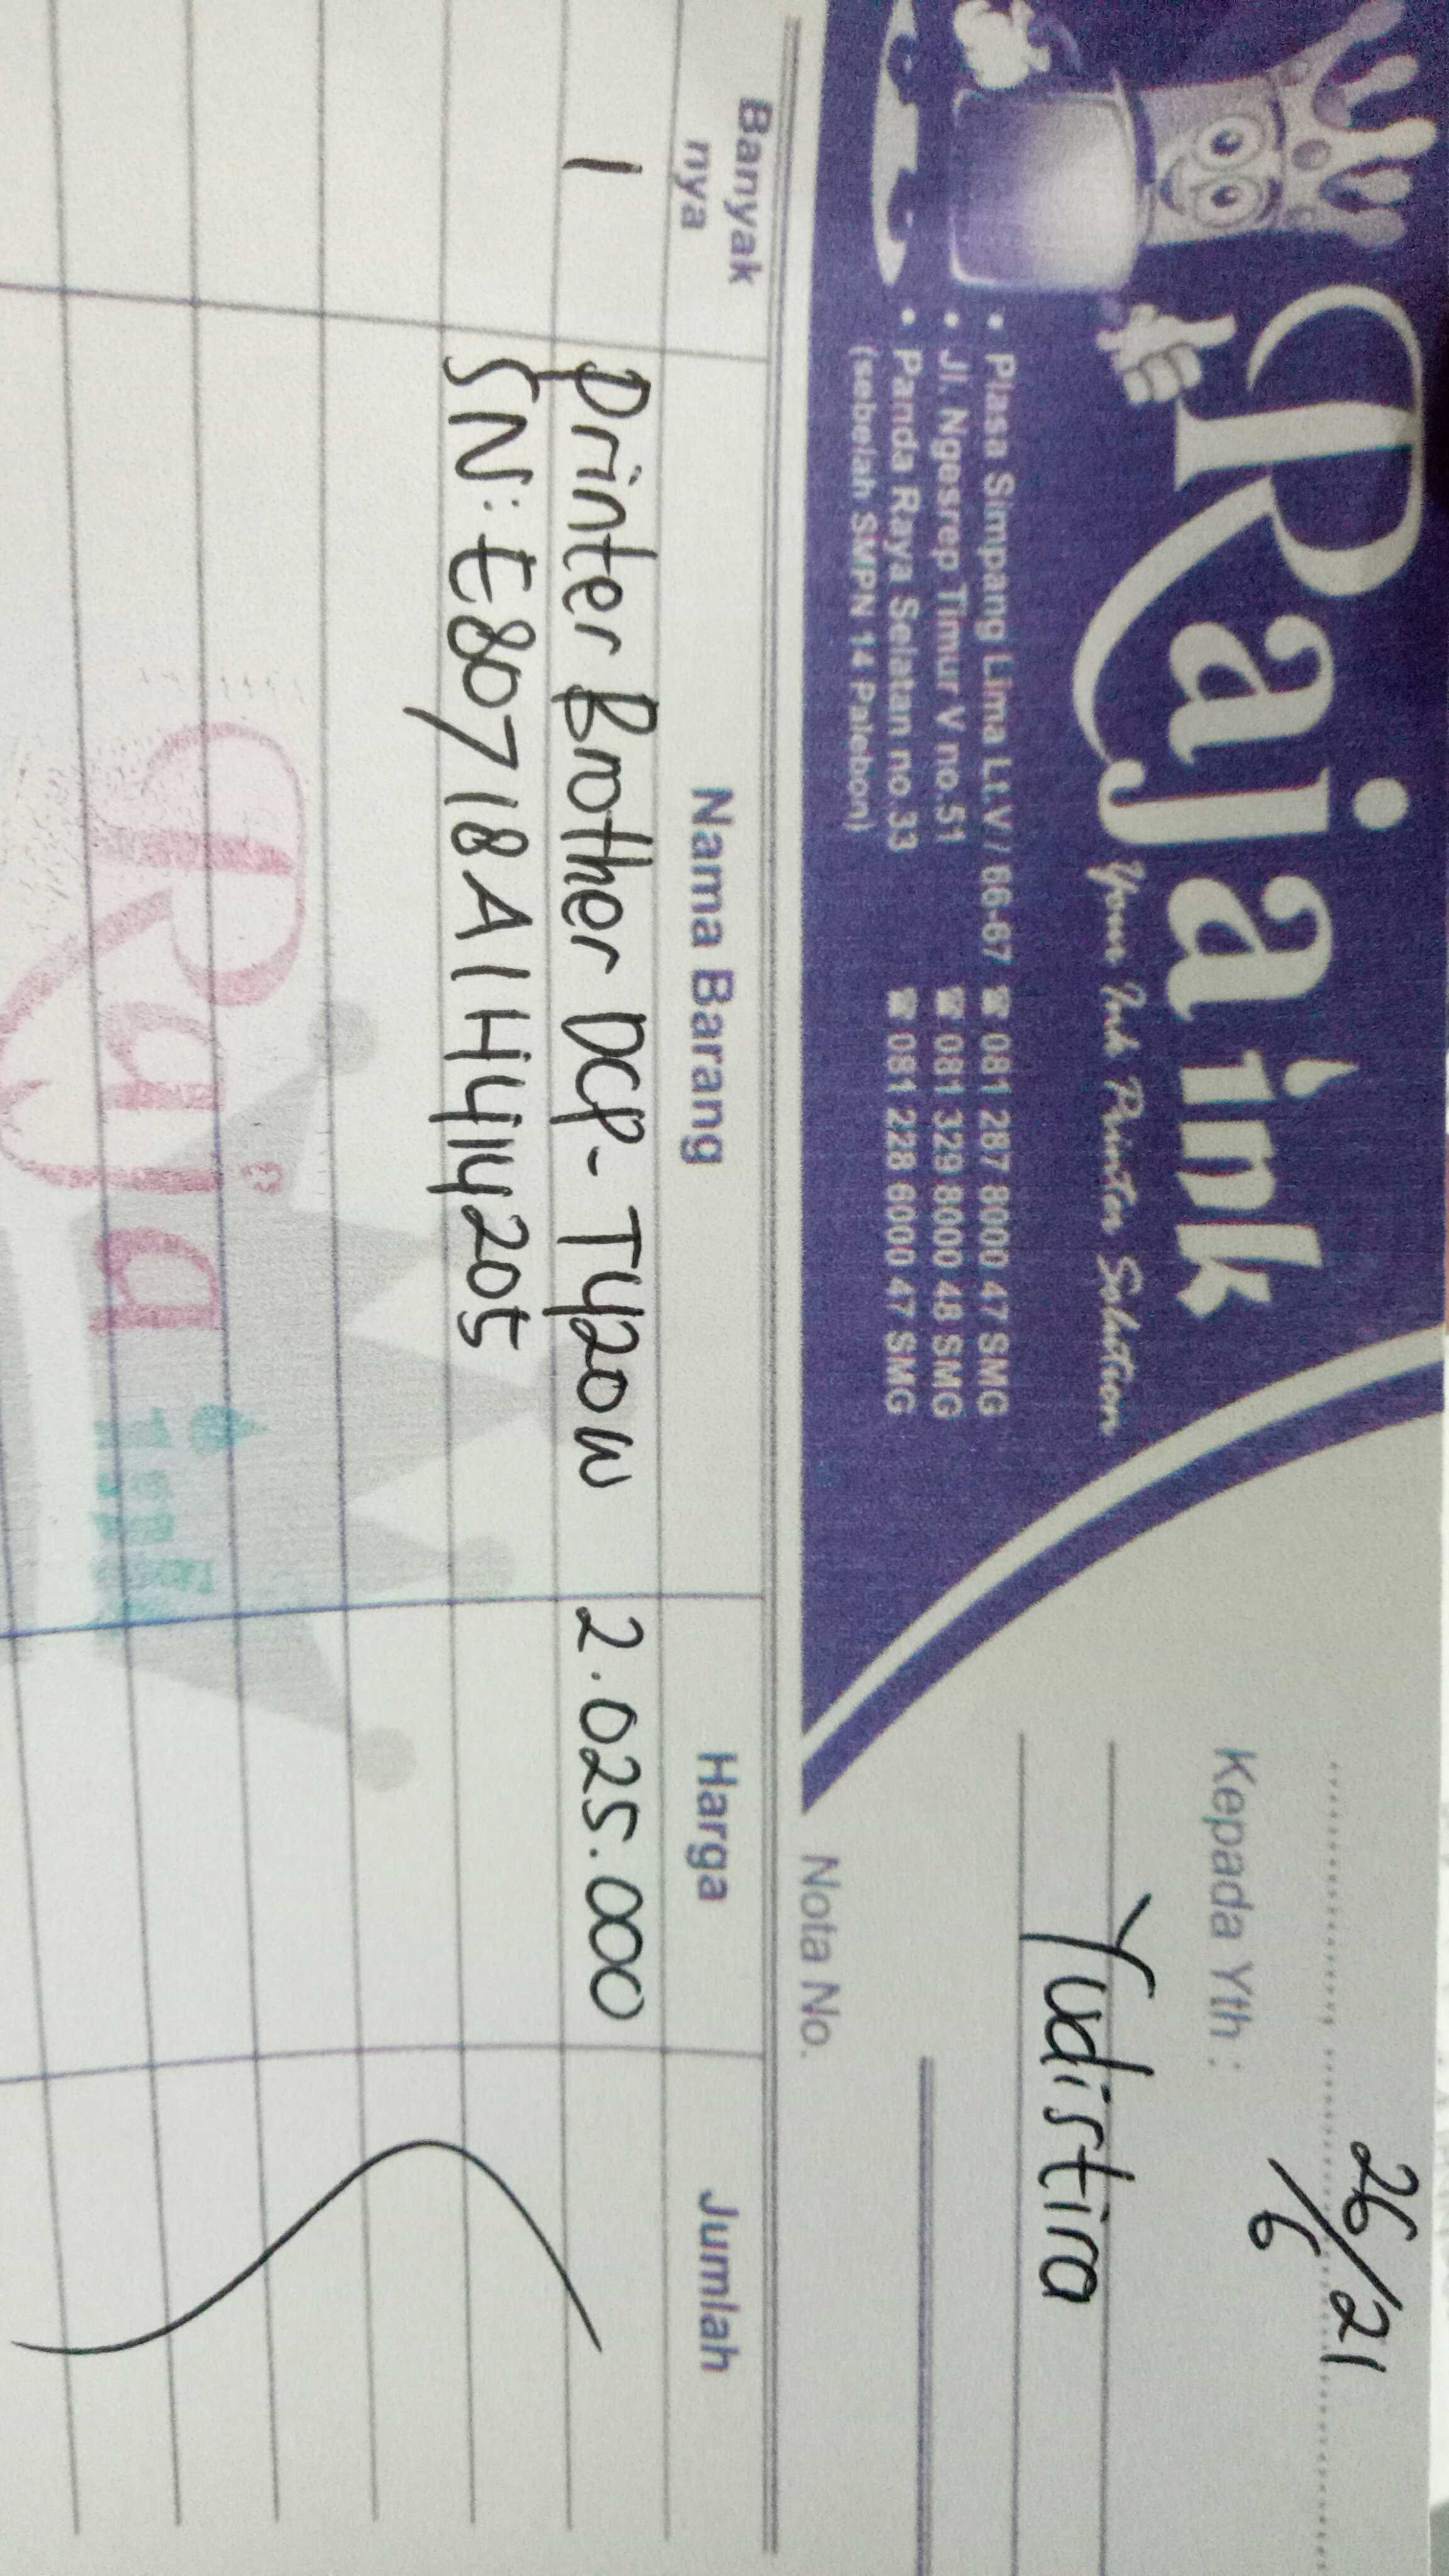 Raja ink
Your Ink Printer Solution
• Plasa Simpang Lima Lt.V / 66-67 ☎ 081 287 8000 47 SMG
• Jl. Ngesrep Timur V no.51 ☎ 081 329 8000 48 SMG
• Panda Raya Selatan no.33 ☎ 081 228 6000 47 SMG
(sebelah SMPN 14 Palebon)
26/6/21
Kepada Yth :
Yudistira
Nota No.
Banyak nya Nama Barang Harga Jumlah
1 Printer Brother DCP-T420W 2.025.000
SN: E80718A1H414205
Raja